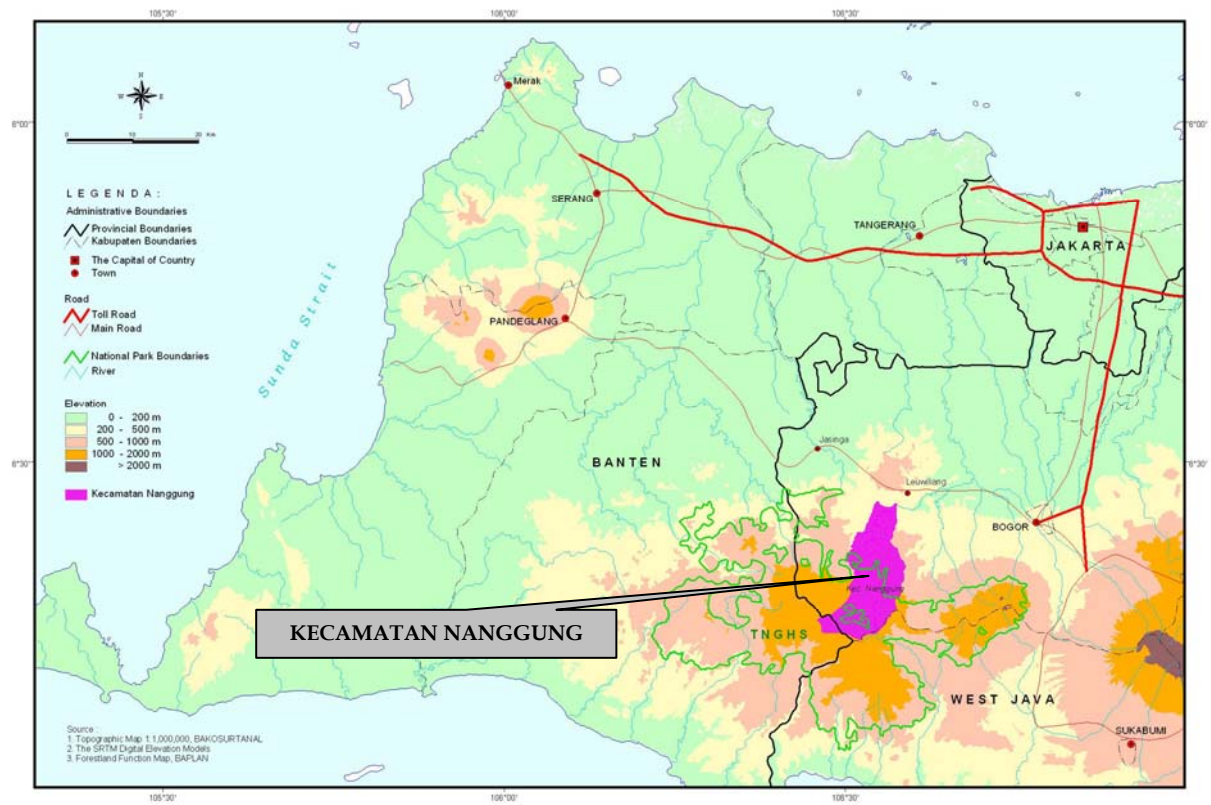 105°30'
106°00'
106°30'
6°00'
6°00'
N
W
E
S
0 10 20 Km
LEGENDA:
Administrative Boundaries
Provincial Boundaries
Kabupaten Boundaries
The Capital of Country
Town
Road
Toll Road
Main Road
National Park Boundaries
River
Elevation
0 - 200 m
200 - 500 m
500 - 1000 m
1000 - 2000 m
> 2000 m
Kecamatan Nanggung
Sunda Strait
Merak
SERANG
TANGERANG
JAKARTA
PANDEGLANG
BANTEN
Jasinga
Leuwiliang
BOGOR
6°30'
6°30'
Kec. Nanggung
KECAMATAN NANGGUNG
TNGHS
WEST JAVA
SUKABUMI
Source :
1. Topographic Map 1:1,000,000, BAKOSURTANAL
2. The SRTM Digital Elevation Models
3. Forestland Function Map, BAPLAN
105°30'
106°00'
106°30'